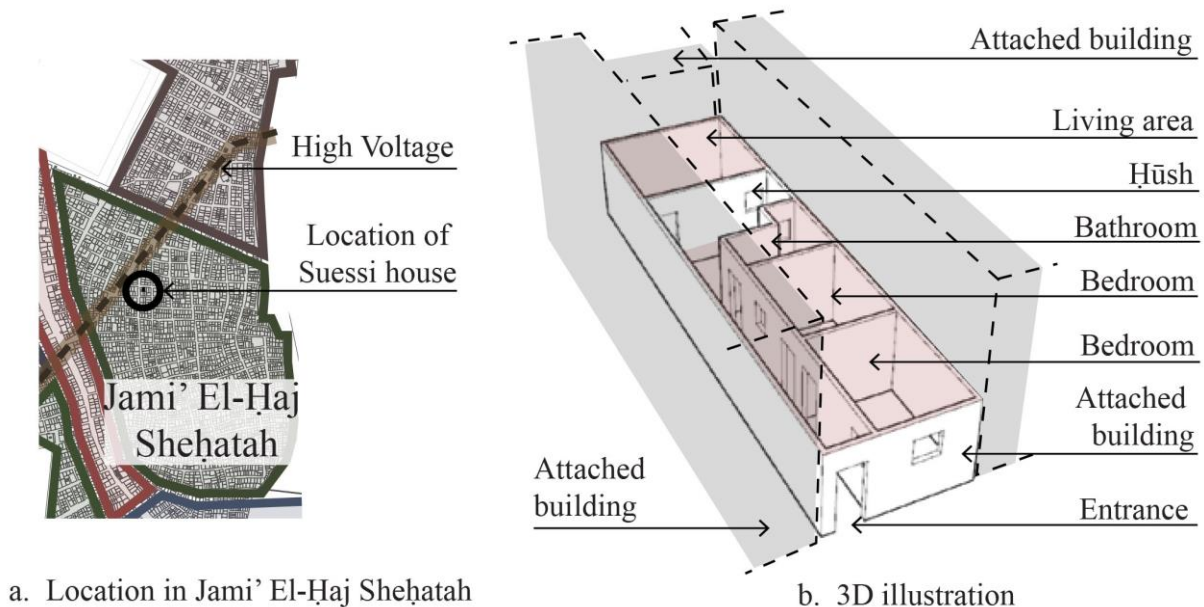 High Voltage
Location of
Suessi house
Jami’ El-Ḥaj
Sheḥatah
a. Location in Jami’ El-Ḥaj Sheḥatah
Attached building
Living area
Ḥūsh
Bathroom
Bedroom
Bedroom
Attached
building
Attached
building
Entrance
b. 3D illustration